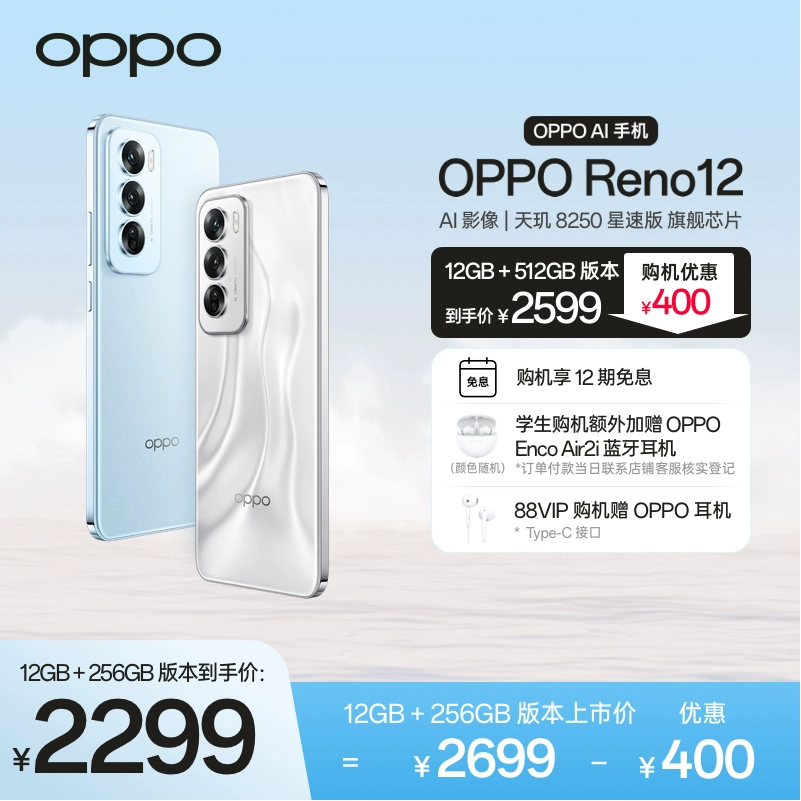 oppo
OPPO AI 手机
OPPO Reno12
AI 影像 | 天玑 8250 星速版 旗舰芯片
12GB + 512GB 版本
到手价 ¥2599
购机优惠
¥400
免息
购机享 12 期免息
学生购机额外加赠 OPPO
Enco Air2i 蓝牙耳机
(颜色随机)
*订单付款当日联系店铺客服核实登记
88VIP 购机赠 OPPO 耳机
* Type-C 接口
oppo
oppo
12GB + 256GB 版本到手价:
¥2299
12GB + 256GB 版本上市价 优惠
= ¥2699 - ¥400